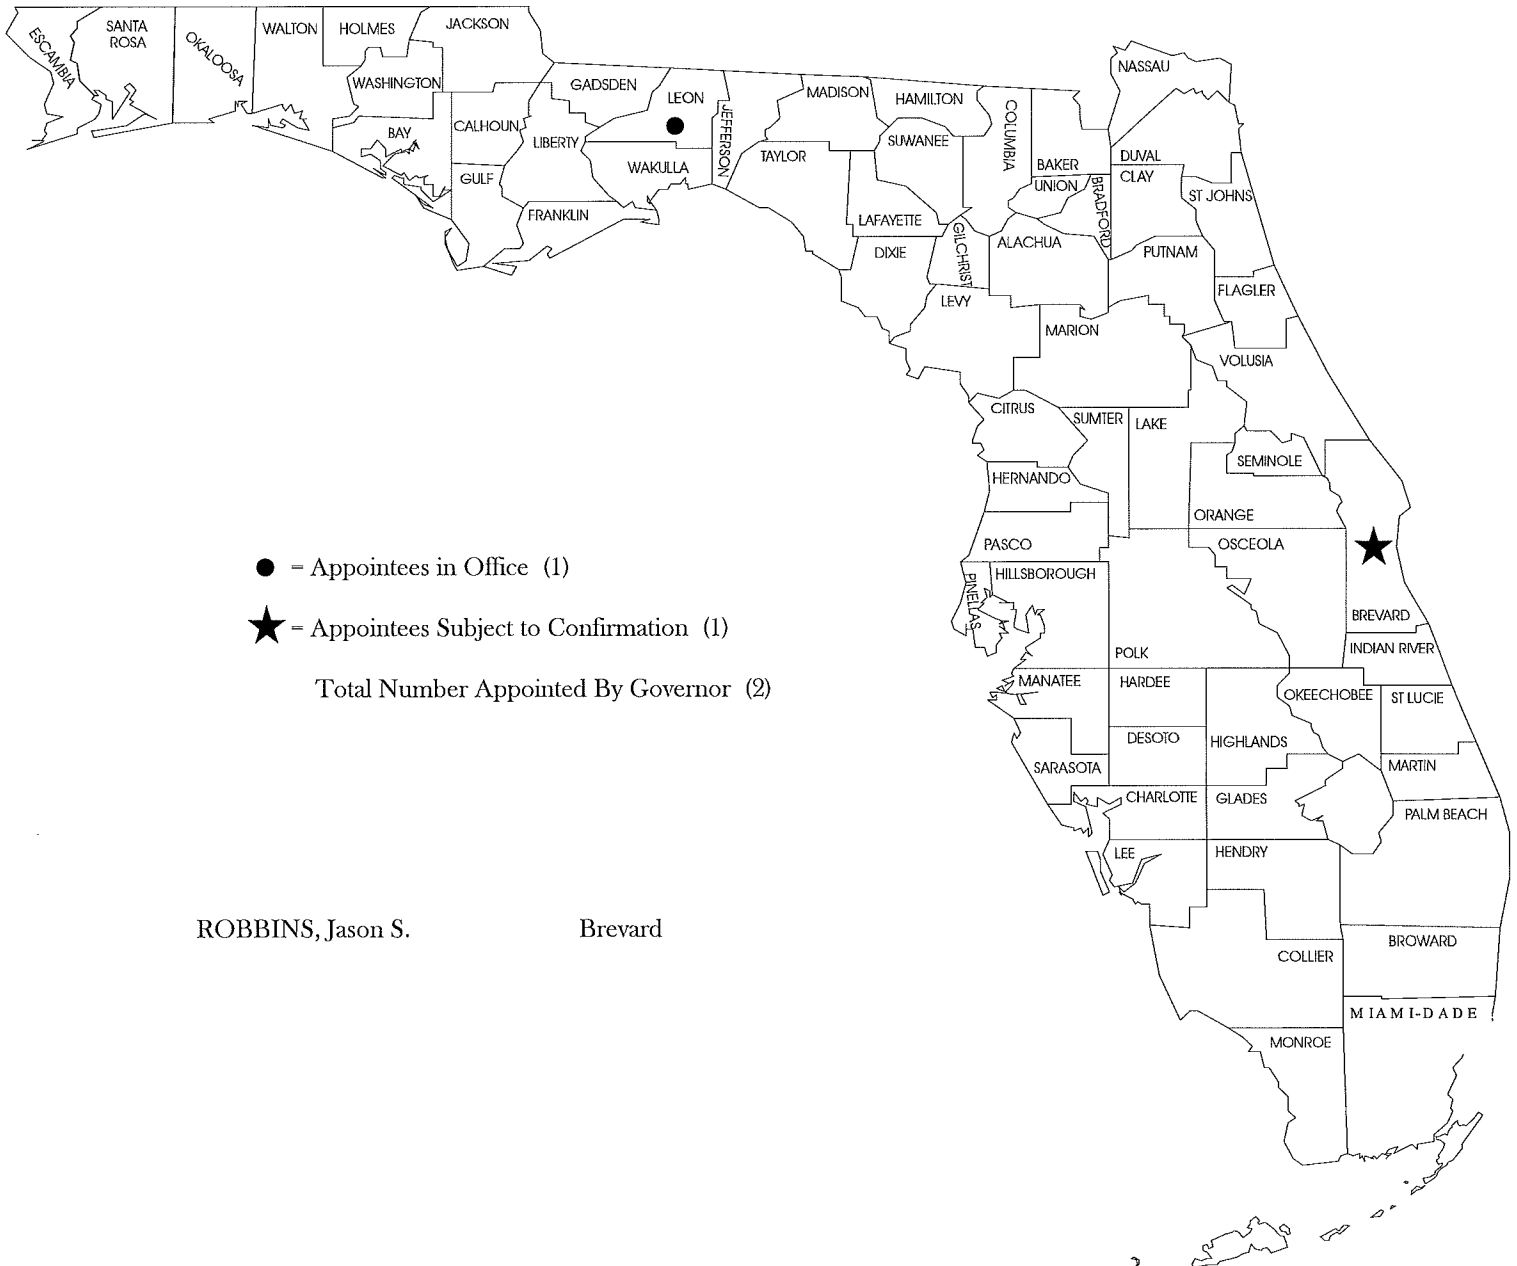 ESCAMBIA
SANTA
ROSA
OKALOOSA
WALTON
HOLMES
JACKSON
WASHINGTON
BAY
CALHOUN
GULF
LIBERTY
GADSDEN
FRANKLIN
LEON
WAKULLA
JEFFERSON
MADISON
TAYLOR
HAMILTON
SUWANEE
LAFAYETTE
DIXIE
COLUMBIA
GILCHRIST
LEVY
NASSAU
BAKER
UNION
BRADFORD
DUVAL
CLAY
ST JOHNS
ALACHUA
PUTNAM
FLAGLER
MARION
VOLUSIA
CITRUS
SUMTER
LAKE
SEMINOLE
HERNANDO
ORANGE
PASCO
OSCEOLA
PINELLAS
HILLSBOROUGH
BREVARD
POLK
INDIAN RIVER
MANATEE
HARDEE
OKEECHOBEE
ST LUCIE
DESOTO
HIGHLANDS
SARASOTA
MARTIN
CHARLOTTE
GLADES
PALM BEACH
LEE
HENDRY
BROWARD
COLLIER
MIAMI-DADE
MONROE
= Appointees in Office (1)
= Appointees Subject to Confirmation (1)
Total Number Appointed By Governor (2)
ROBBINS, Jason S. Brevard